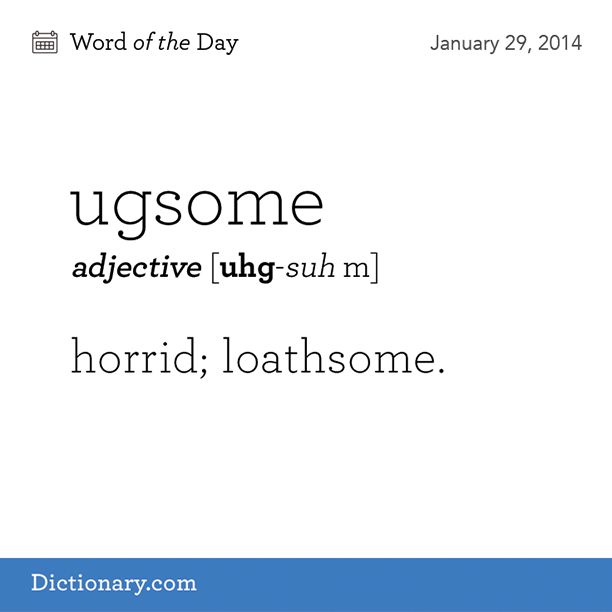 Word of the Day
January 29, 2014
ugsome
adjective [uhg-suh m]
horrid; loathsome.
Dictionary.com